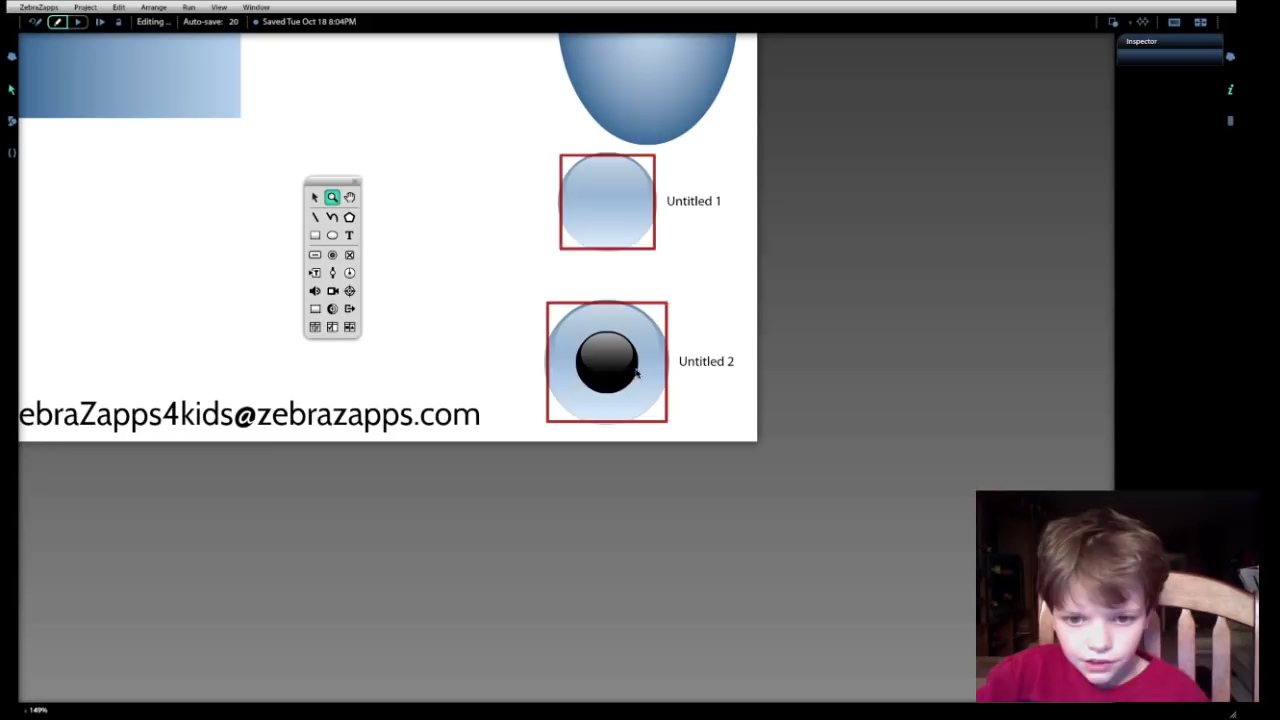 ZebraZapps Project Edit Arrange Run View Window
Editing ... Auto-save: 20 Saved Tue Oct 18 8:04PM
Inspector
Untitled 1
Untitled 2
ebraZapps4kids@zebrazapps.com
149%